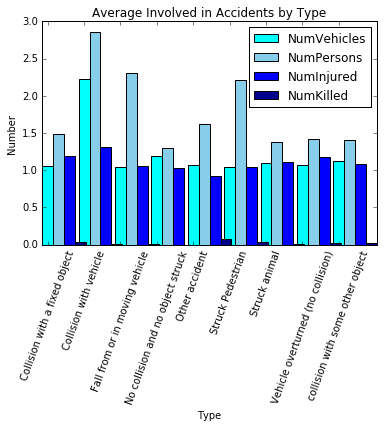 Average Involved in Accidents by Type
3.0
2.5
2.0
1.5
1.0
0.5
0.0
Number
NumVehicles
NumPersons
NumInjured
NumKilled
Collision with a fixed object
Collision with vehicle
Fall from or in moving vehicle
No collision and no object struck
Other accident
Struck Pedestrian
Struck animal
Vehicle overturned (no collision)
collision with some other object
Type